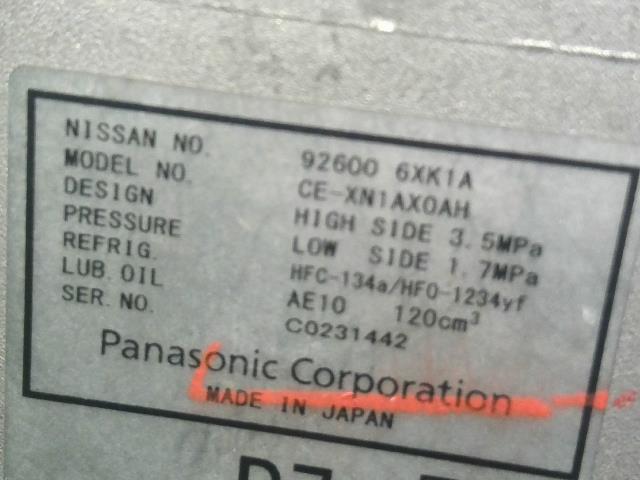 NISSAN NO. 92600 6XK1A
MODEL NO. CE-XN1AX0AH
DESIGN HIGH SIDE 3.5MPa
PRESSURE LOW SIDE 1.7MPa
REFRIG. HFC-134a/HFO-1234yf
LUB.OIL AE10 120cm³
SER.NO. C0231442
Panasonic Corporation
MADE IN JAPAN